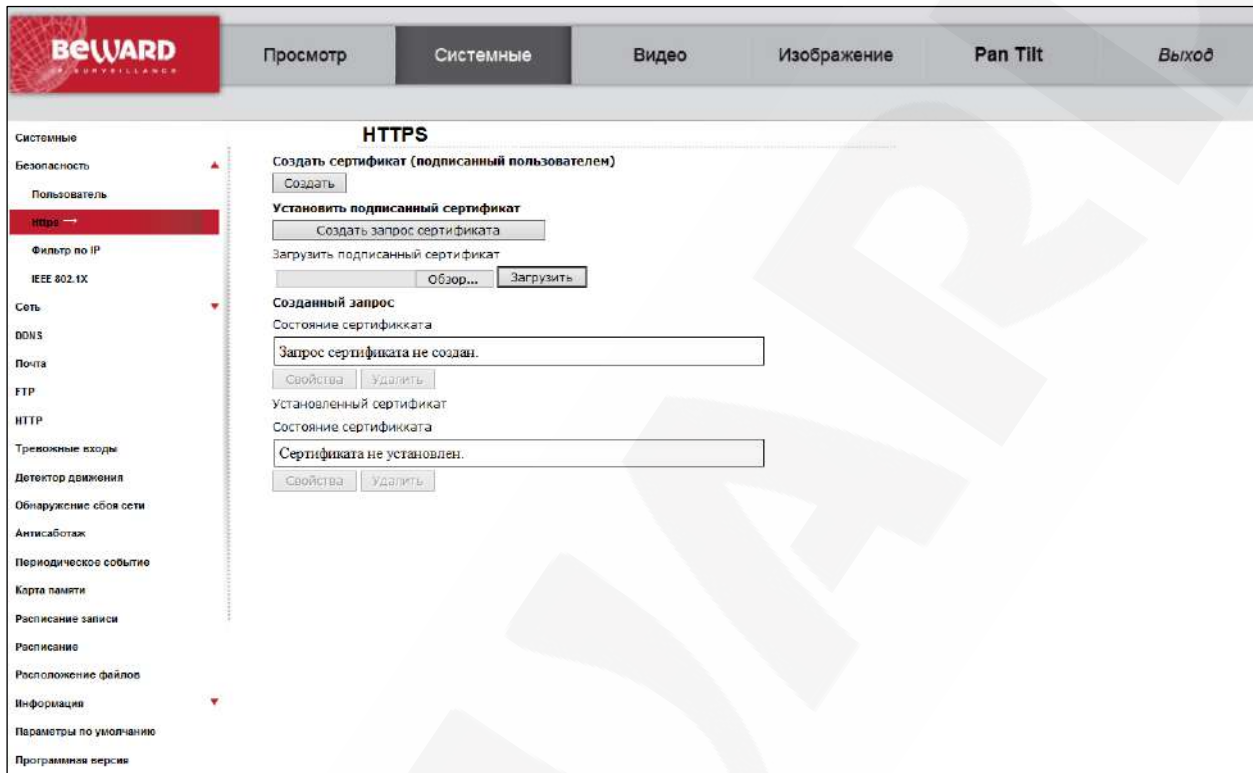 BEWARD
IP SURVEILLANCE
Просмотр
Системные
Видео
Изображение
Pan Tilt
Выход
Системные
Безопасность
Пользователь
Https →
Фильтр по IP
IEEE 802.1X
Сеть
DDNS
Почта
FTP
HTTP
Тревожные входы
Детектор движения
Обнаружение сбоя сети
Антисаботаж
Периодическое событие
Карта памяти
Расписание записи
Расписание
Расположение файлов
Информация
Параметры по умолчанию
Программная версия
HTTPS
Создать сертификат (подписанный пользователем)
Создать
Установить подписанный сертификат
Создать запрос сертификата
Загрузить подписанный сертификат
Обзор... Загрузить
Созданный запрос
Состояние сертификката
Запрос сертификата не создан.
Свойства Удалить
Установленный сертификат
Состояние сертификката
Сертификата не установлен.
Свойства Удалить